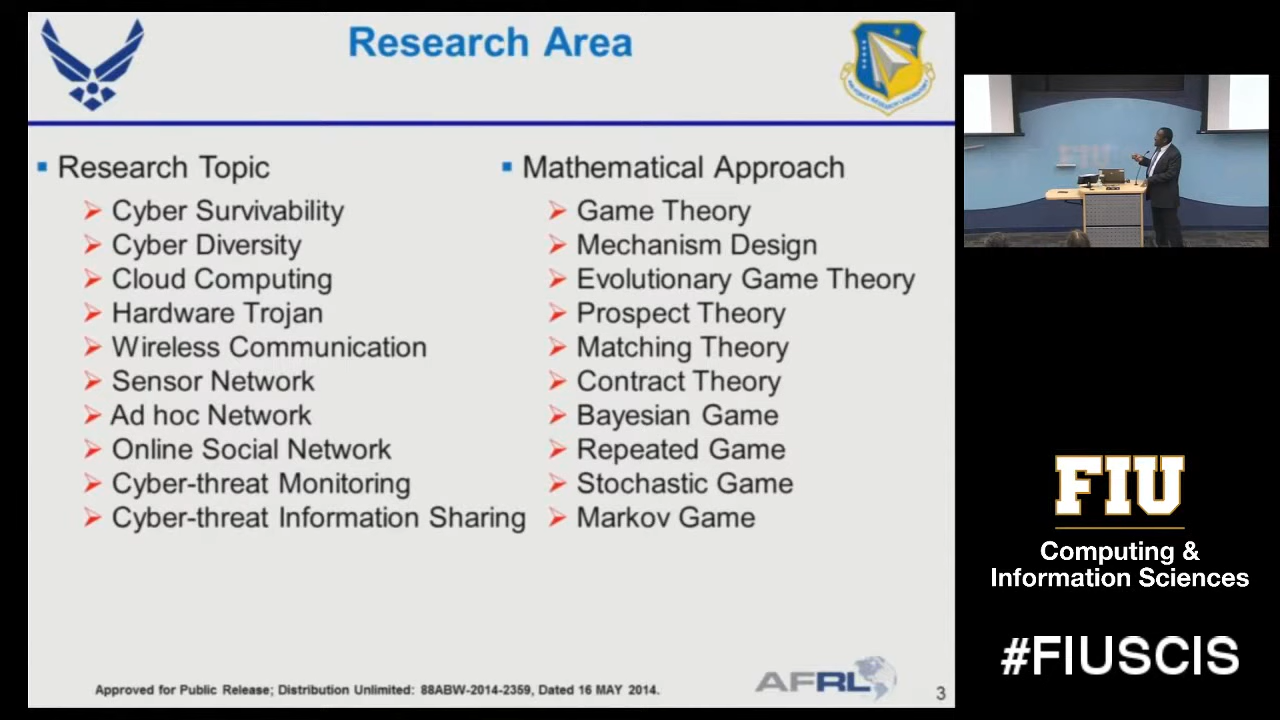 Research Area
Research Topic
Cyber Survivability
Cyber Diversity
Cloud Computing
Hardware Trojan
Wireless Communication
Sensor Network
Ad hoc Network
Online Social Network
Cyber-threat Monitoring
Cyber-threat Information Sharing
Mathematical Approach
Game Theory
Mechanism Design
Evolutionary Game Theory
Prospect Theory
Matching Theory
Contract Theory
Bayesian Game
Repeated Game
Stochastic Game
Markov Game
Approved for Public Release; Distribution Unlimited: 88ABW-2014-2359, Dated 16 MAY 2014.
AFRL
3
FIU
FIU
Computing &
Information Sciences
#FIUSCIS